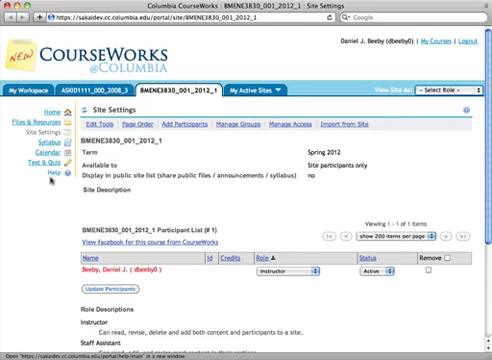 Columbia CourseWorks : BMENE3830_001_2012_1 : Site Settings
https://sakaidev.cc.columbia.edu/portal/site/BMENE3830_001_2012_1
Google
NEW
COURSEWORKS
@COLUMBIA
Daniel J. Beeby (dbeeby0) | My Courses | Logout
My Workspace
ASKID1111_000_2008_3
BMENE3830_001_2012_1
My Active Sites
View Site As:
- Select Role -
Home
Files & Resources
Site Settings
Syllabus
Calendar
Test & Quiz
Help
Site Settings
Edit Tools | Page Order | Add Participants | Manage Groups | Manage Access | Import from Site
BMENE3830_001_2012_1
Term Spring 2012
Available to Site participants only
Display in public site list (share public files / announcements / syllabus) no
Site Description
Viewing 1 - 1 of 1 items
BMENE3830_001_2012_1 Participant List (# 1)
|< < show 200 items per page > >|
View facebook for this course from CourseWorks
Name Id Credits Role Status Remove
Beeby, Daniel J. ( dbeeby0 ) Instructor Active
Update Participants
Role Descriptions
Instructor
Can read, revise, delete and add both content and participants to a site.
Staff Assistant
Open "https://sakaidev.cc.columbia.edu/portal/help/main" in a new window